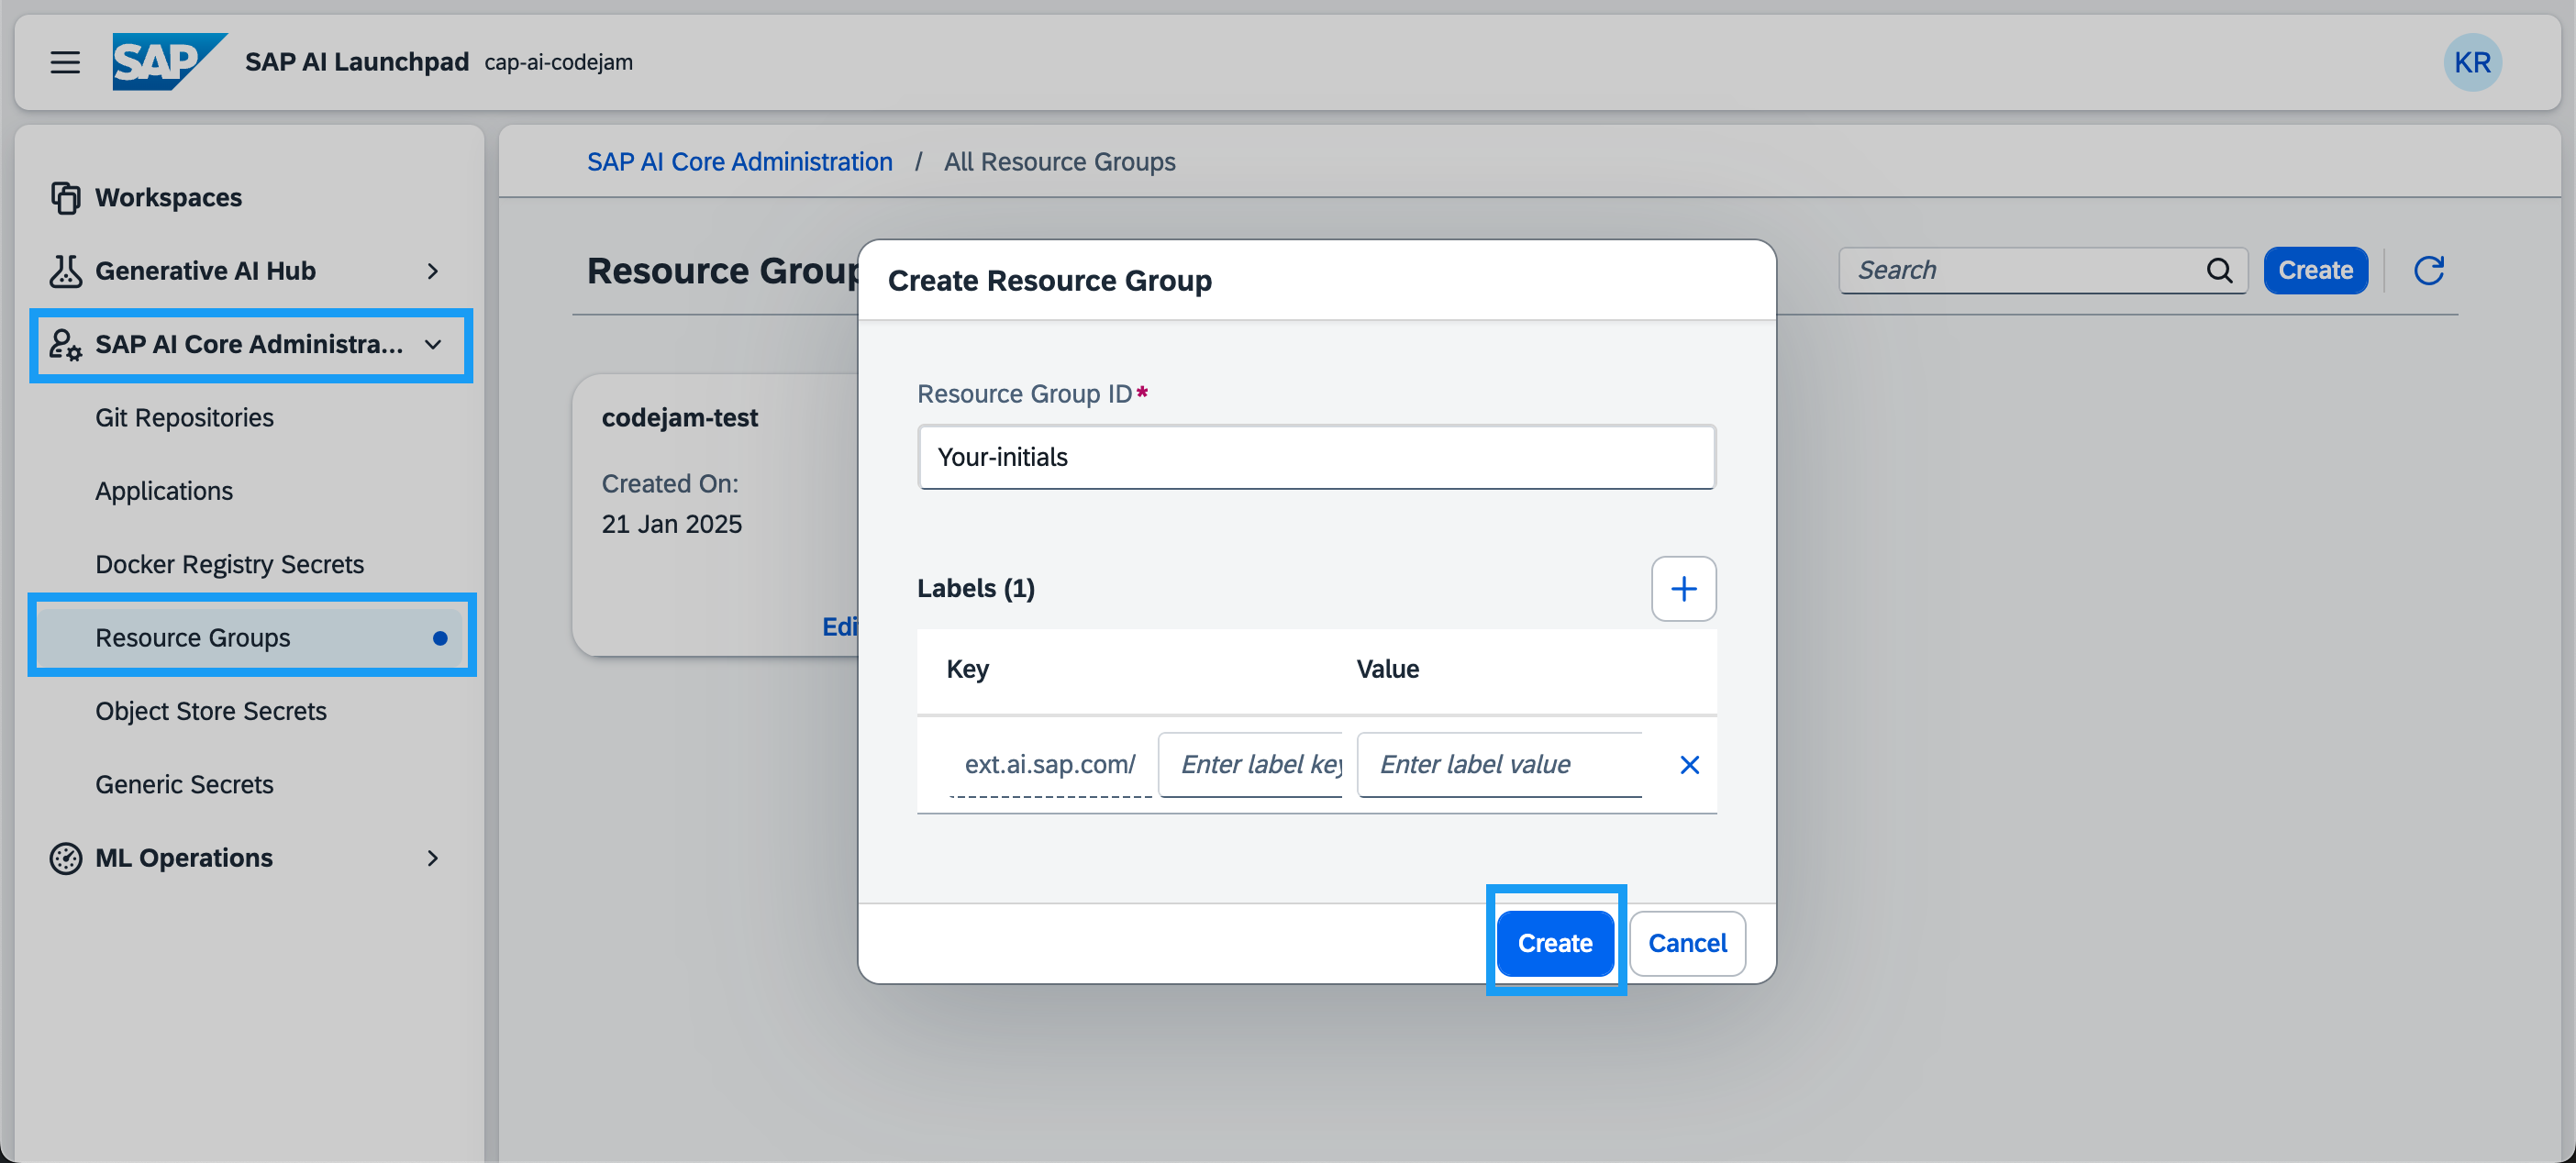 SAP SAP AI Launchpad cap-ai-codejam KR
Workspaces
Generative AI Hub
SAP AI Core Administra...
Git Repositories
Applications
Docker Registry Secrets
Resource Groups
Object Store Secrets
Generic Secrets
ML Operations
SAP AI Core Administration / All Resource Groups
Resource Group
Search
Create
codejam-test
Created On:
21 Jan 2025
Edi
Create Resource Group
Resource Group ID*
Your-initials
Labels (1)
Key Value
ext.ai.sap.com/ Enter label key Enter label value
Create Cancel